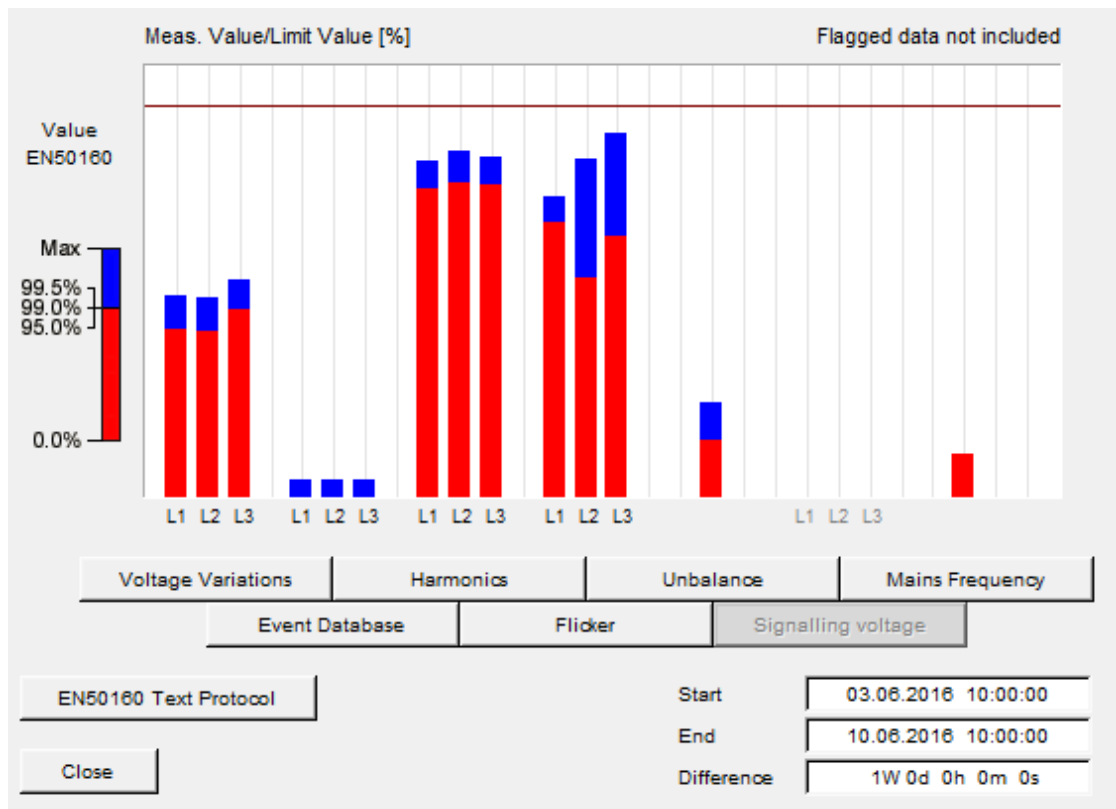 Meas. Value/Limit Value [%] Flagged data not included
Value
EN50160
Max
99.5%
99.0%
95.0%
0.0%
L1 L2 L3 L1 L2 L3 L1 L2 L3 L1 L2 L3 L1 L2 L3
Voltage Variations Harmonics Unbalance Mains Frequency
Event Database Flicker Signalling voltage
EN50160 Text Protocol
Start 03.06.2016 10:00:00
End 10.06.2016 10:00:00
Close
Difference 1W 0d 0h 0m 0s